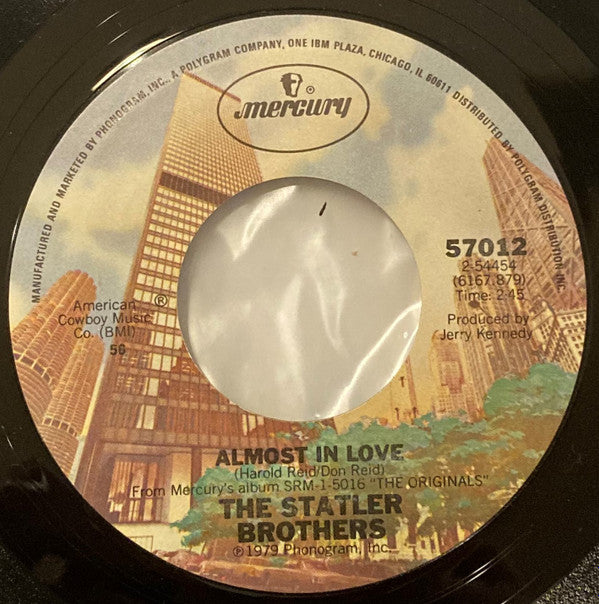 MANUFACTURED AND MARKETED BY PHONOGRAM, INC., A POLYGRAM COMPANY, ONE IBM PLAZA, CHICAGO, IL 60611 DISTRIBUTED BY POLYGRAM DISTRIBUTION INC.
mercury ®
57012
2-54454
(6167.879)
Time: 2:45
Produced by
Jerry Kennedy
American ®
Cowboy Music
Co. (BMI)
56
ALMOST IN LOVE
(Harold Reid/Don Reid)
From Mercury's album SRM-1-5016 "THE ORIGINALS"
THE STATLER
BROTHERS
℗ 1979 Phonogram, Inc.